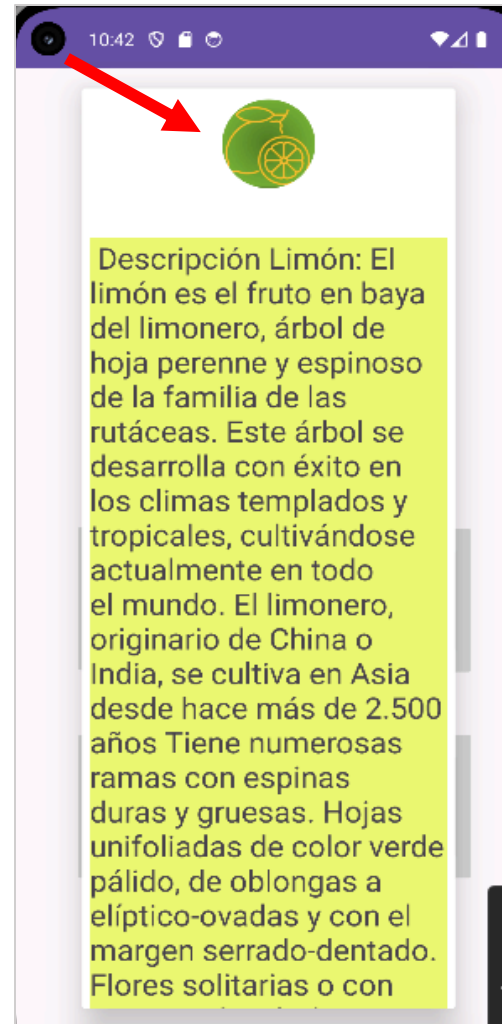 10:42
Descripción Limón: El
limón es el fruto en baya
del limonero, árbol de
hoja perenne y espinoso
de la familia de las
rutáceas. Este árbol se
desarrolla con éxito en
los climas templados y
tropicales, cultivándose
actualmente en todo
el mundo. El limonero,
originario de China o
India, se cultiva en Asia
desde hace más de 2.500
años Tiene numerosas
ramas con espinas
duras y gruesas. Hojas
unifoliadas de color verde
pálido, de oblongas a
elíptico-ovadas y con el
margen serrado-dentado.
Flores solitarias o con